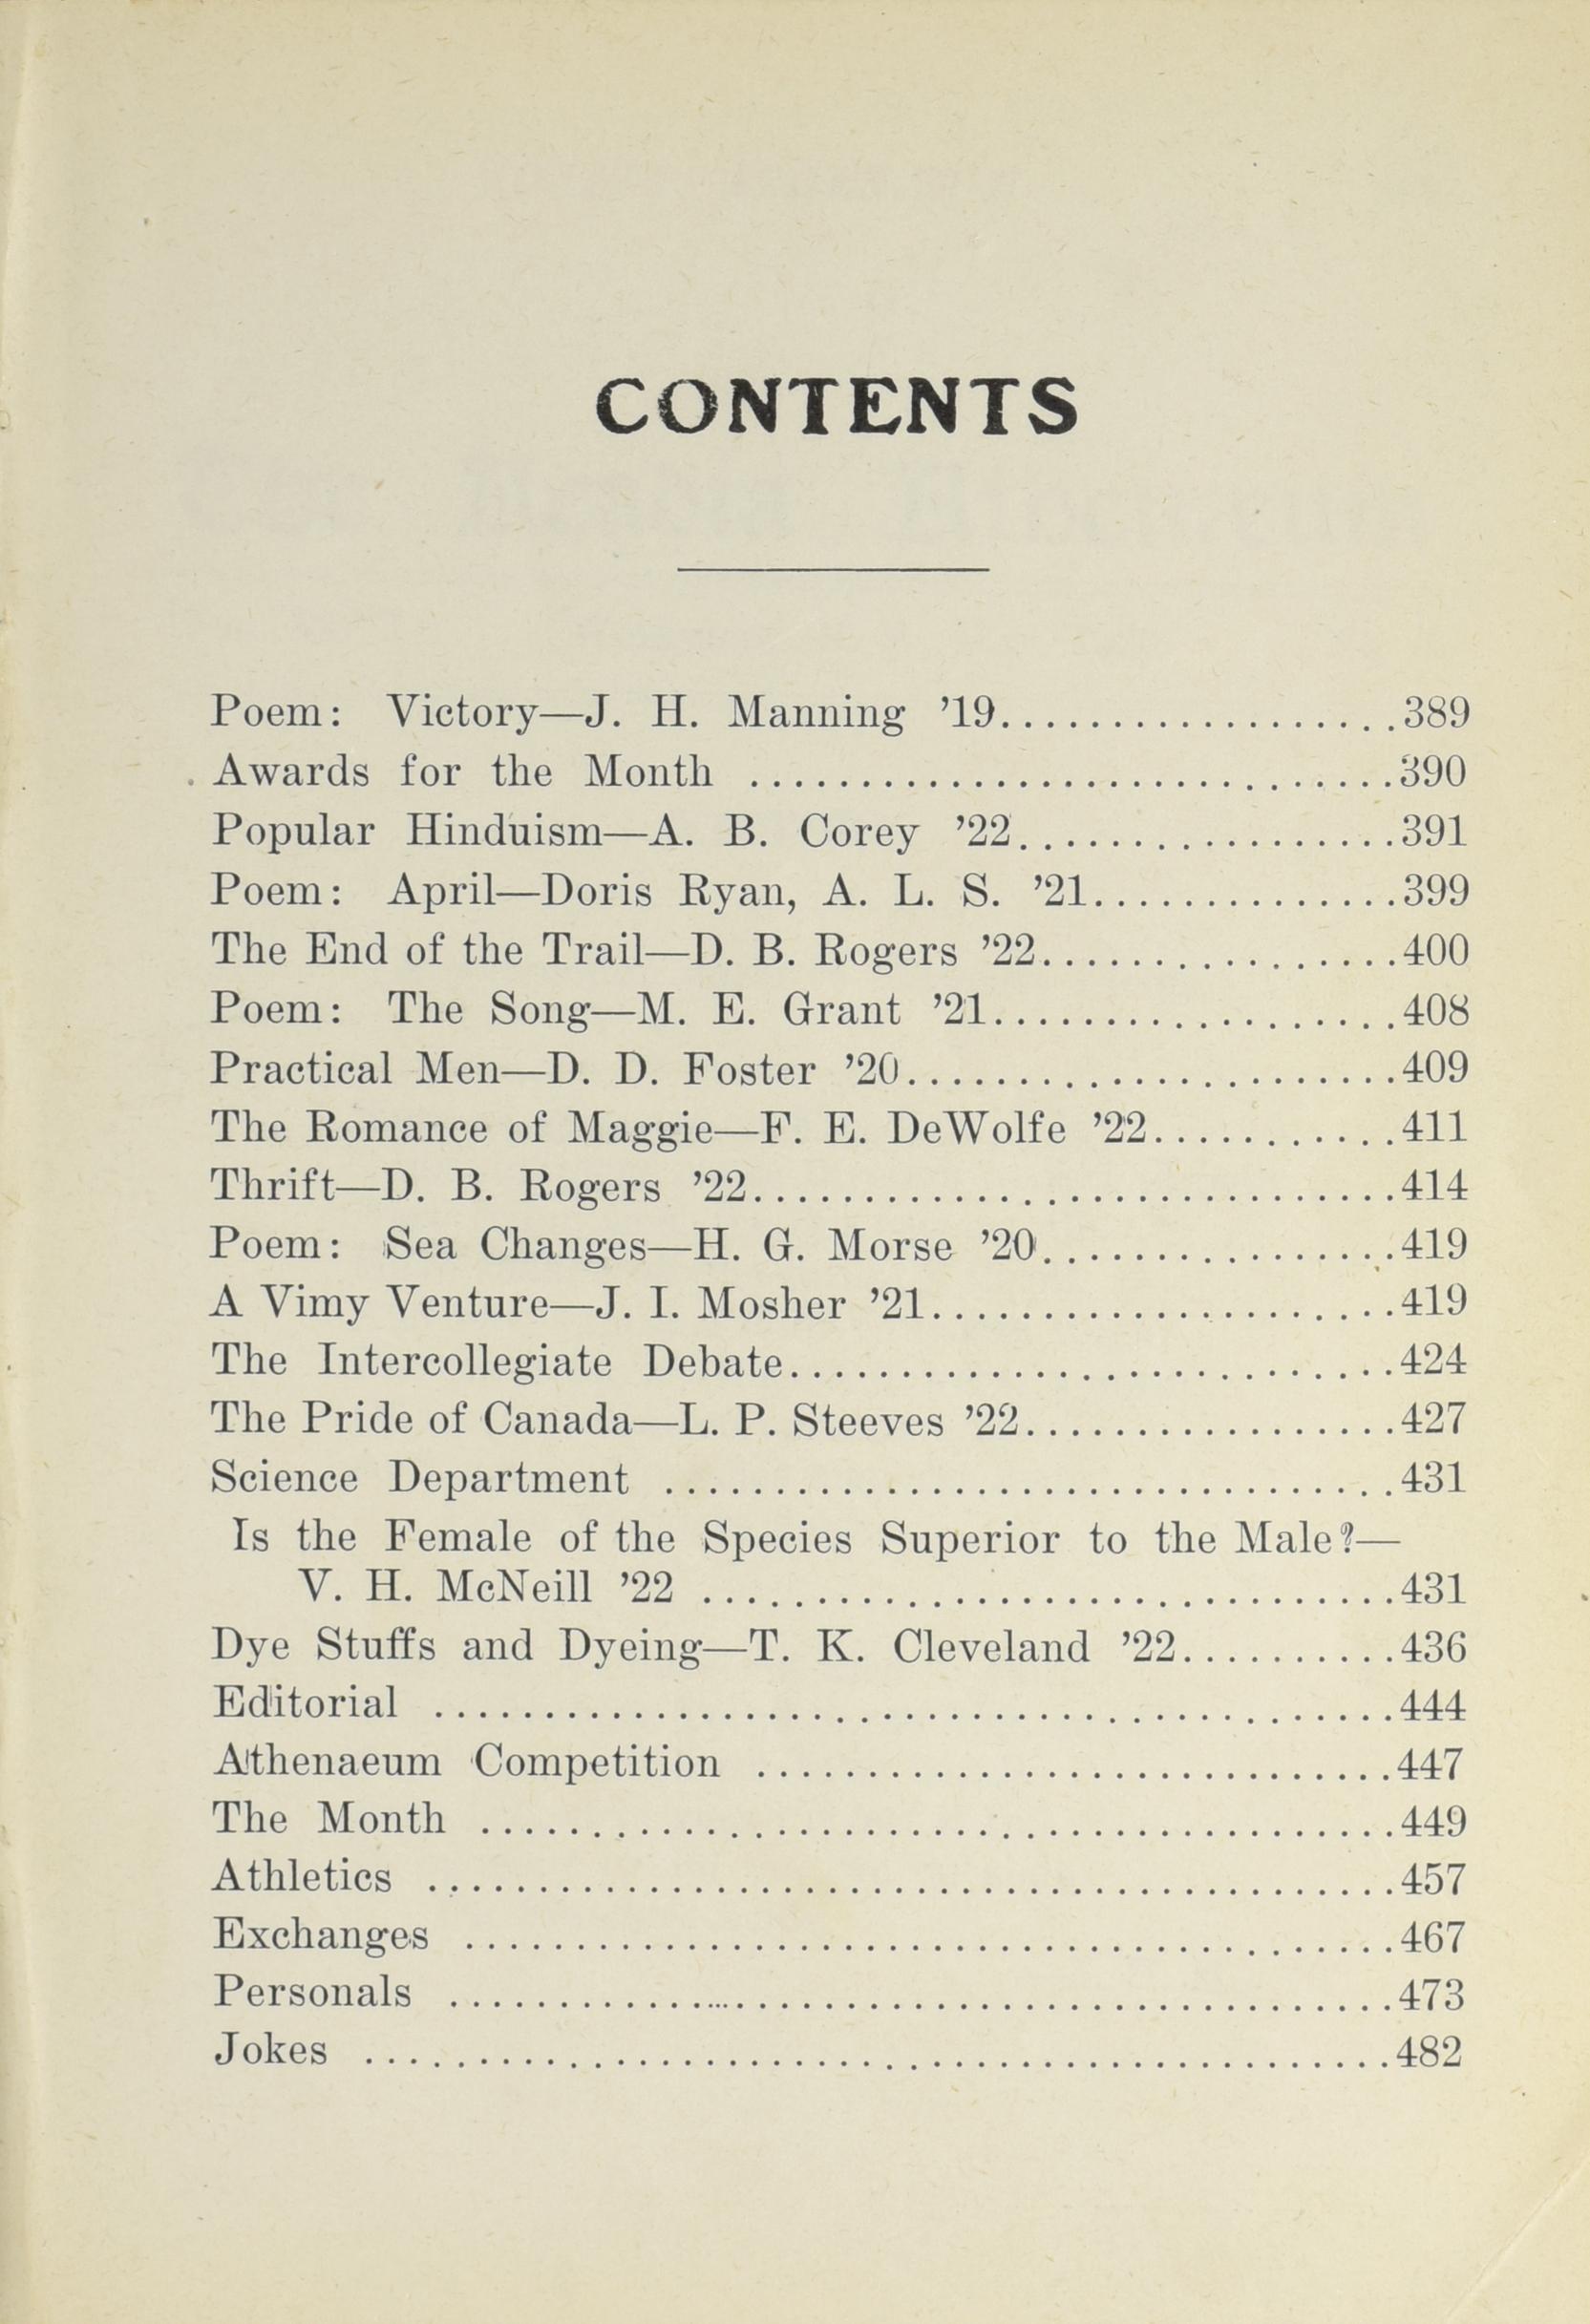 CONTENTS
Poem: Victory—J. H. Manning ’19..................389
Awards for the Month .............................390
Popular Hinduism—A. B. Corey ’22.................391
Poem: April—Doris Ryan, A. L. S. ’21..............399
The End of the Trail—D. B. Rogers ’22................400
Poem: The Song—M. E. Grant ’21..................408
Practical Men—D. D. Foster ’20......................409
The Romance of Maggie—F. E. DeWolfe ’22...........411
Thrift—D. B. Rogers ’22.............................414
Poem: Sea Changes—H. G. Morse ’20................419
A Vimy Venture—J. I. Mosher ’21.....................419
The Intercollegiate Debate...........................424
The Pride of Canada—L. P. Steeves ’22.................427
Science Department .................................431
Is the Female of the Species Superior to the Male?—
V. H. McNeill ’22 ...............................431
Dye Stuffs and Dyeing—T. K. Cleveland ’22..........436
Editorial ...........................................444
Athenaeum Competition .............................447
The Month .........................................449
Athletics ...........................................457
Exchanges ..........................................467
Personals ...........................................473
Jokes ..............................................482